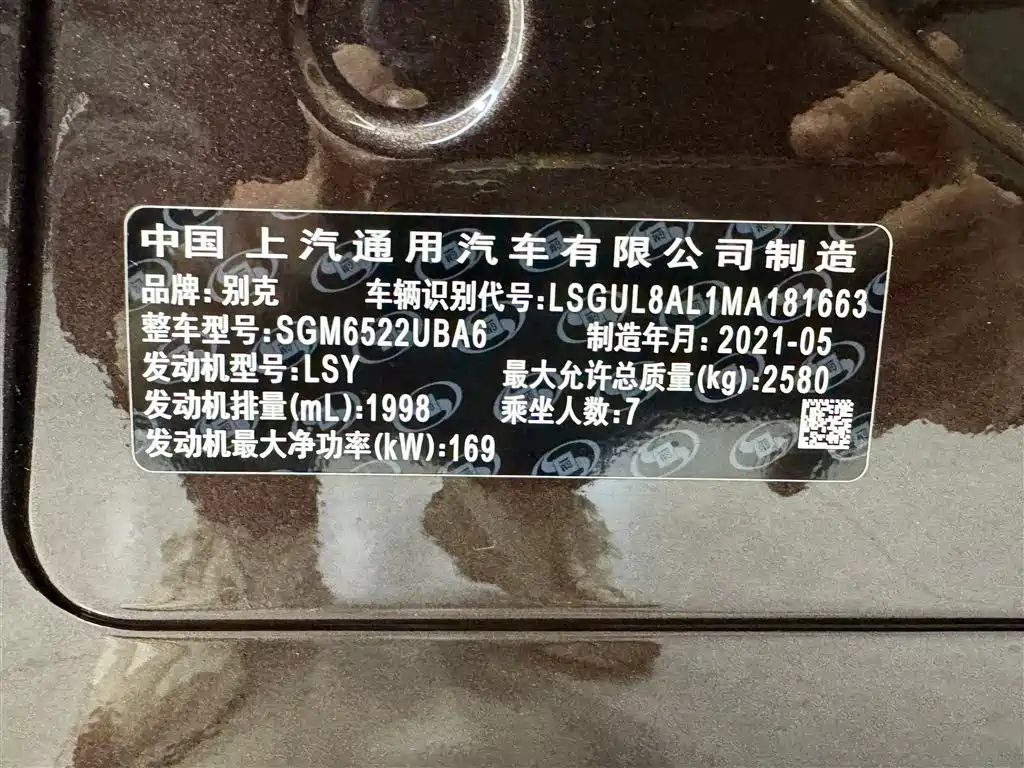 中国 上汽通用汽车有限公司制造
品牌:别克 车辆识别代号:LSGUL8AL1MA181663
整车型号:SGM6522UBA6 制造年月:2021-05
发动机型号:LSY 最大允许总质量(kg):2580
发动机排量(mL):1998 乘坐人数:7
发动机最大净功率(kW):169